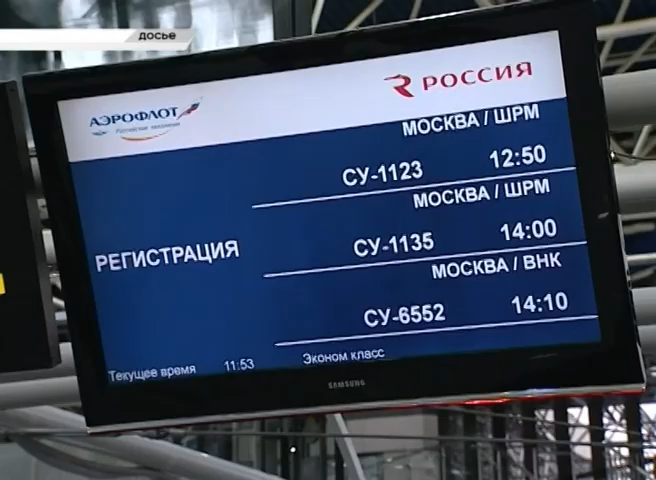 досье
АЭРОФЛОТ
Российские авиалинии
РОССИЯ
МОСКВА / ШРМ
СУ-1123 12:50
МОСКВА / ШРМ
РЕГИСТРАЦИЯ
СУ-1135 14:00
МОСКВА / ВНК
СУ-6552 14:10
Текущее время 11:53 Эконом класс
SAMSUNG